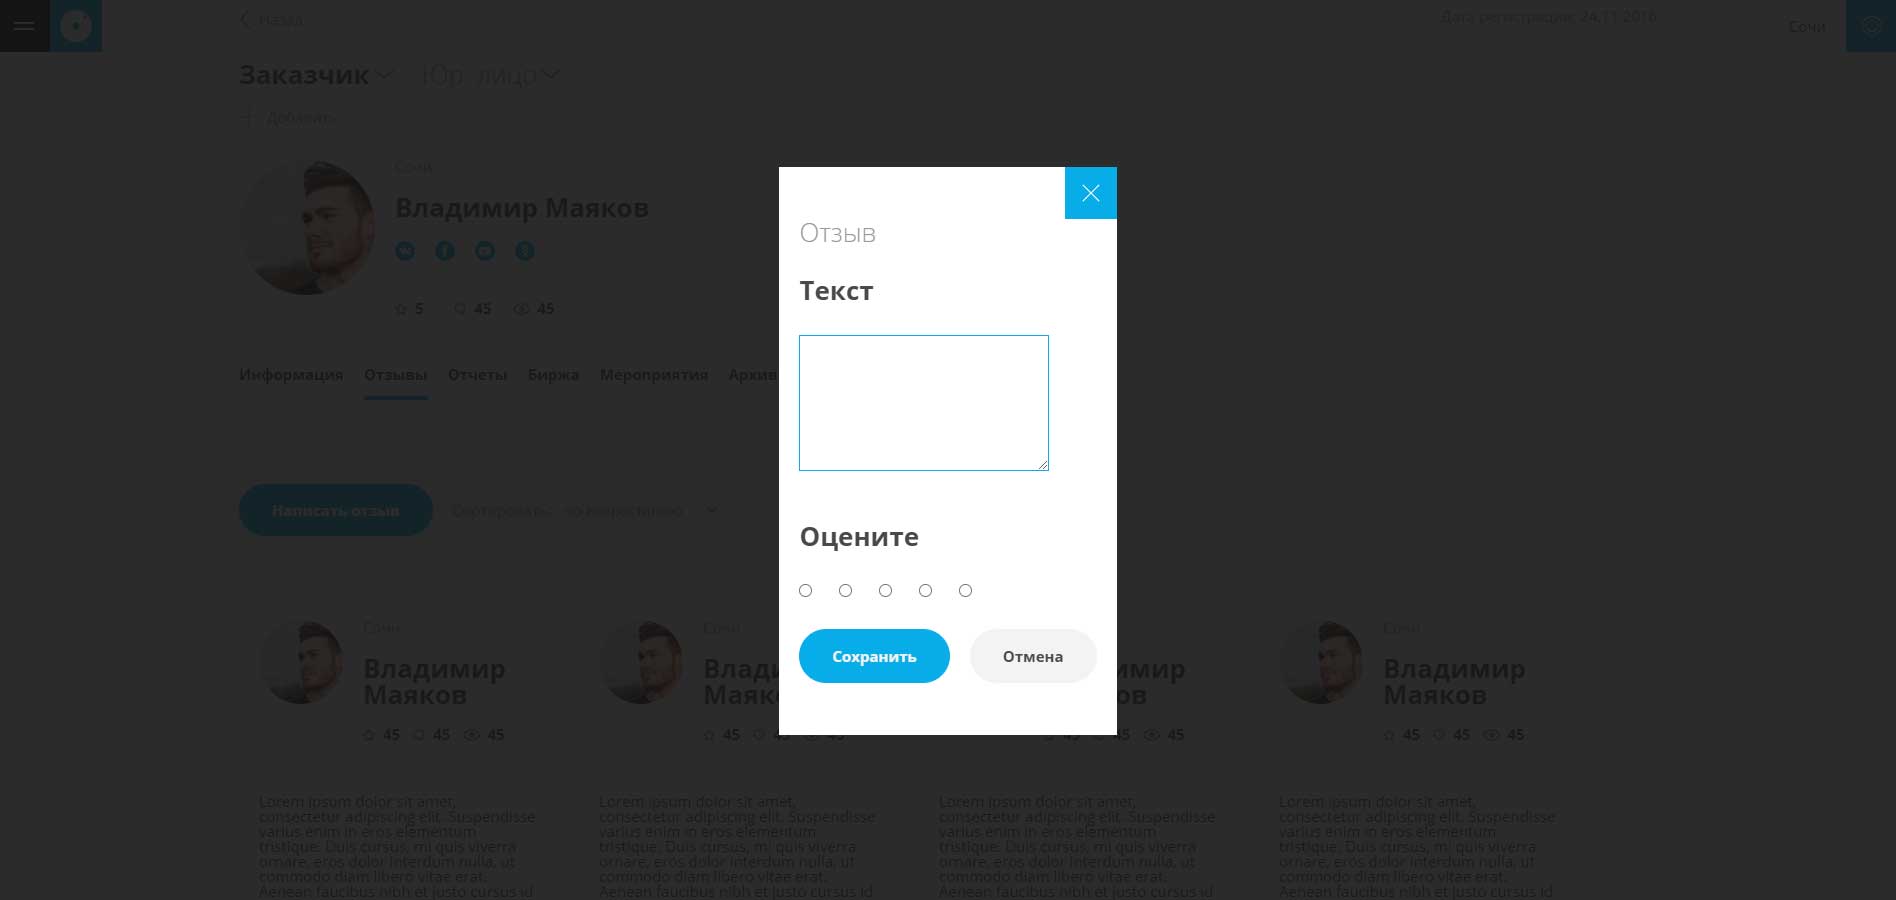 Назад
Дата регистрации: 24.11.2016
Сочи
Заказчик
Юр. лицо
Добавить
Сочи
Владимир Маяков
5 45 45
Информация Отзывы Отчеты Биржа Мероприятия Архив
Написать отзыв
Сортировать:
Отзыв
Текст
Оцените
Сохранить
Отмена
Сочи
Владимир
Маяков
45 45 45
Lorem ipsum dolor sit amet,
consectetur adipiscing elit. Suspendisse
varius enim in eros elementum
tristique. Duis cursus, mi quis viverra
ornare, eros dolor interdum nulla, ut
commodo diam libero vitae erat.
Aenean faucibus nibh et justo cursus id
Сочи
45 45 45
Lorem ipsum dolor sit amet,
consectetur adipiscing elit. Suspendisse
varius enim in eros elementum
tristique. Duis cursus, mi quis viverra
ornare, eros dolor interdum nulla, ut
commodo diam libero vitae erat.
Aenean faucibus nibh et justo cursus id
45 45 45
Lorem ipsum dolor sit amet,
consectetur adipiscing elit. Suspendisse
varius enim in eros elementum
tristique. Duis cursus, mi quis viverra
ornare, eros dolor interdum nulla, ut
commodo diam libero vitae erat.
Aenean faucibus nibh et justo cursus id
Сочи
Владимир
Маяков
45 45 45
Lorem ipsum dolor sit amet,
consectetur adipiscing elit. Suspendisse
varius enim in eros elementum
tristique. Duis cursus, mi quis viverra
ornare, eros dolor interdum nulla, ut
commodo diam libero vitae erat.
Aenean faucibus nibh et justo cursus id